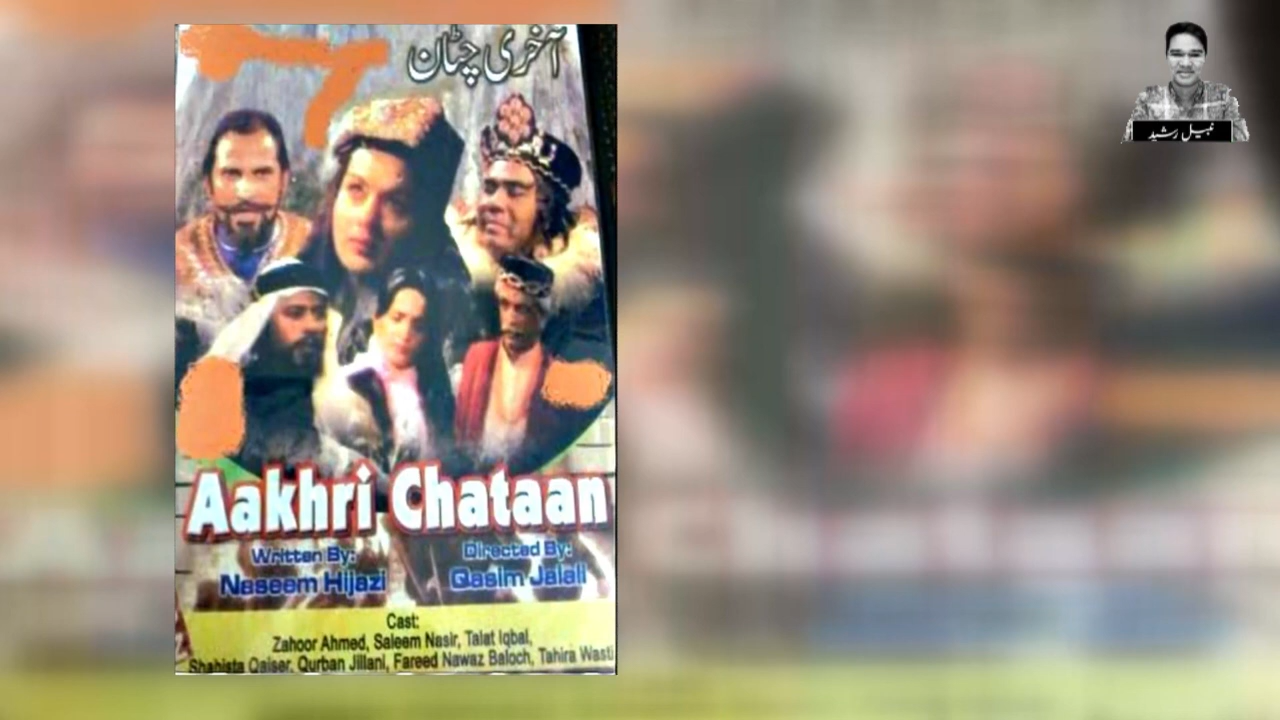 آخری چٹان
نبیل رشید
Aakhri Chataan
Written By:
Naseem Hijazi
Directed By:
Qasim Jalali
Cast:
Zahoor Ahmed, Saleem Nasir, Talat Iqbal,
Shahista Qaiser, Qurban Jillani, Fareed Nawaz Baloch, Tahira Wasti